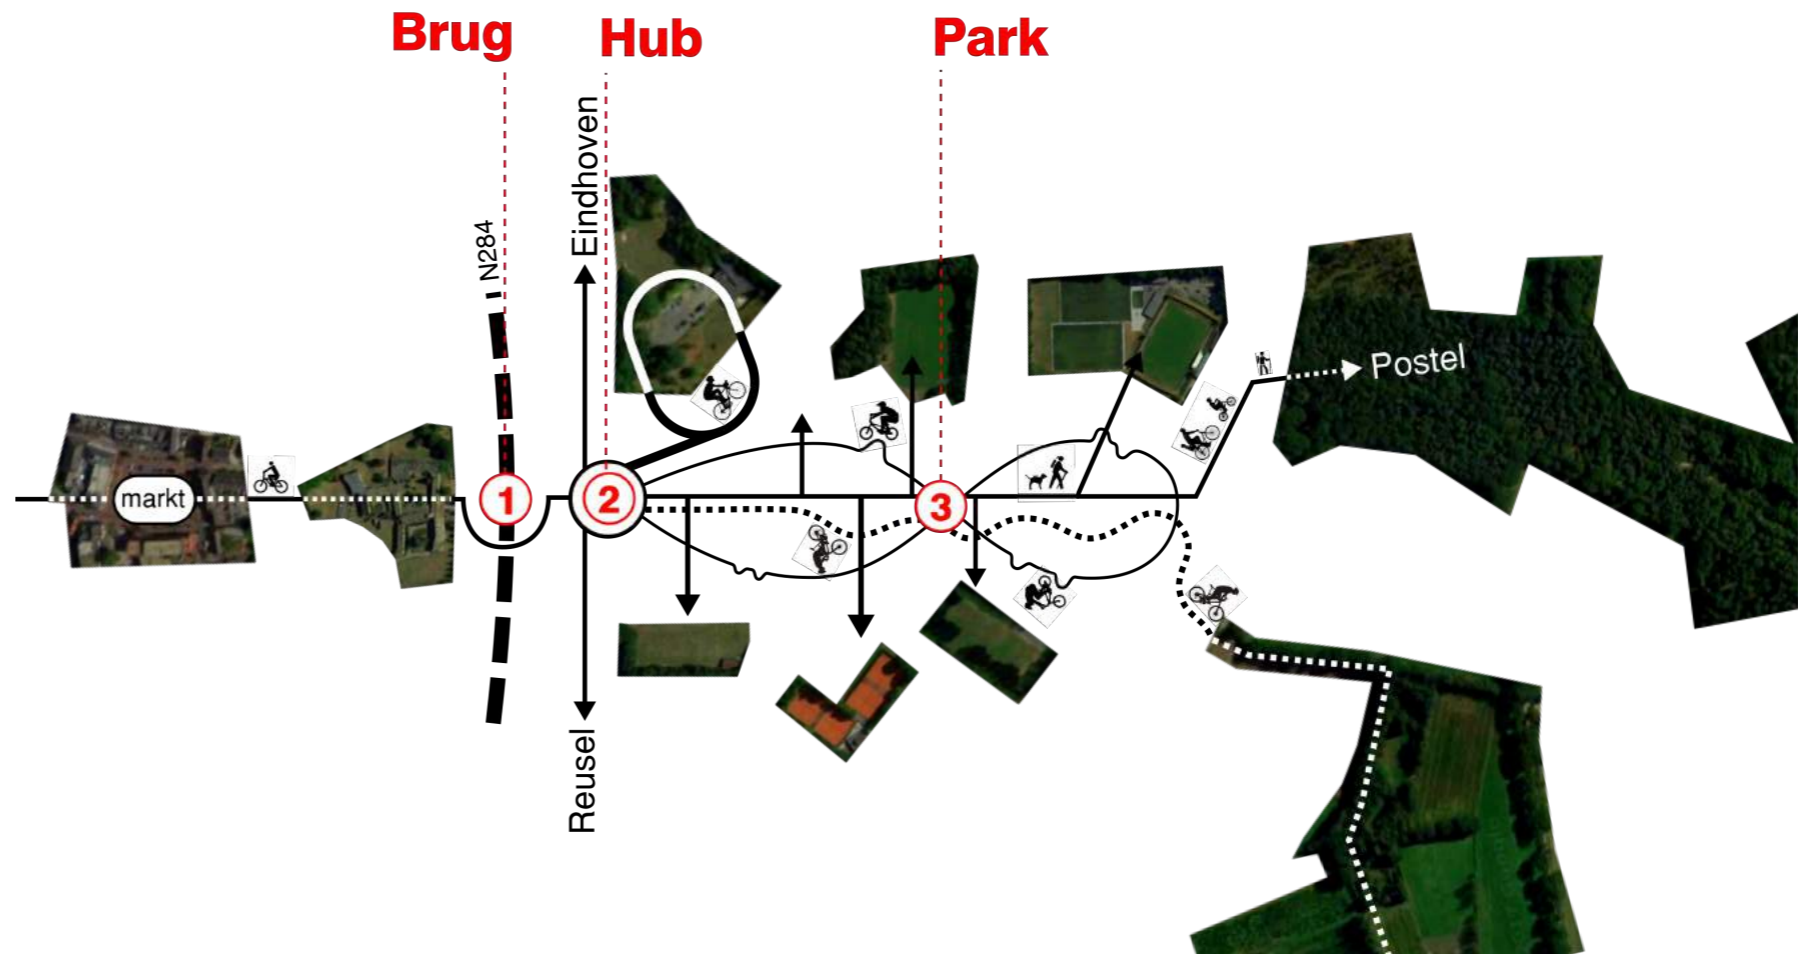 Brug
Hub
Park
Eindhoven
N284
Postel
markt
1
2
3
Reusel